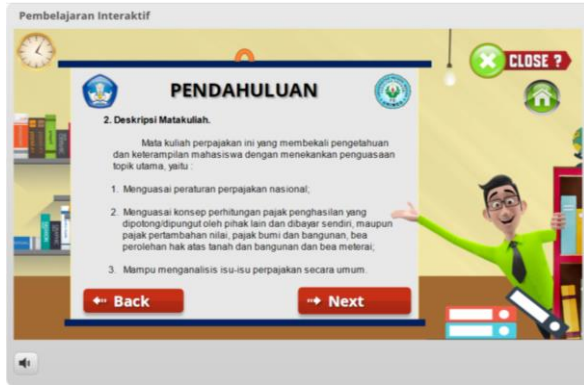 Pembelajaran Interaktif
CLOSE ?
PENDAHULUAN
2. Deskripsi Matakuliah.
Mata kuliah perpajakan ini yang membekali pengetahuan
dan keterampilan mahasiswa dengan menekankan penguasaan
topik utama, yaitu :
1. Menguasai peraturan perpajakan nasional;
2. Menguasai konsep perhitungan pajak penghasilan yang
dipotong/dipungut oleh pihak lain dan dibayar sendiri, maupun
pajak pertambahan nilai, pajak bumi dan bangunan, bea
perolehan hak atas tanah dan bangunan dan bea meterai;
3. Mampu menganalisis isu-isu perpajakan secara umum.
Back
Next